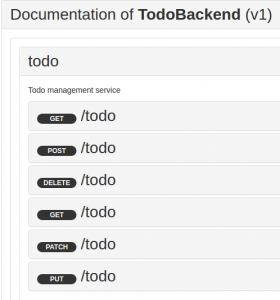 Documentation of TodoBackend (v1)
todo
Todo management service
GET /todo
POST /todo
DELETE /todo
GET /todo
PATCH /todo
PUT /todo